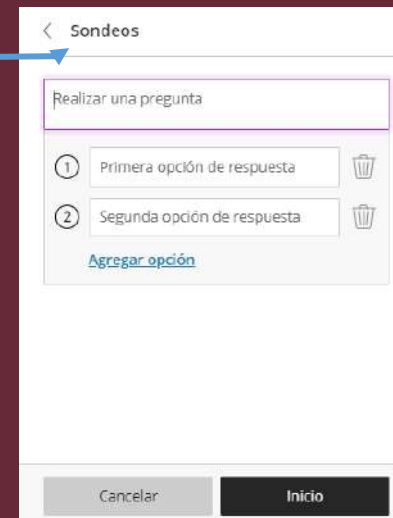 Sondeos
Realizar una pregunta
1 Primera opción de respuesta
2 Segunda opción de respuesta
Agregar opción
Cancelar Inicio